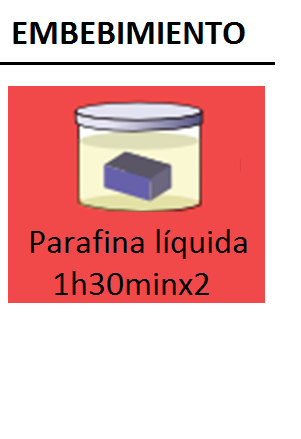 EMBEBIMIENTO
Parafina líquida
1h30minx2